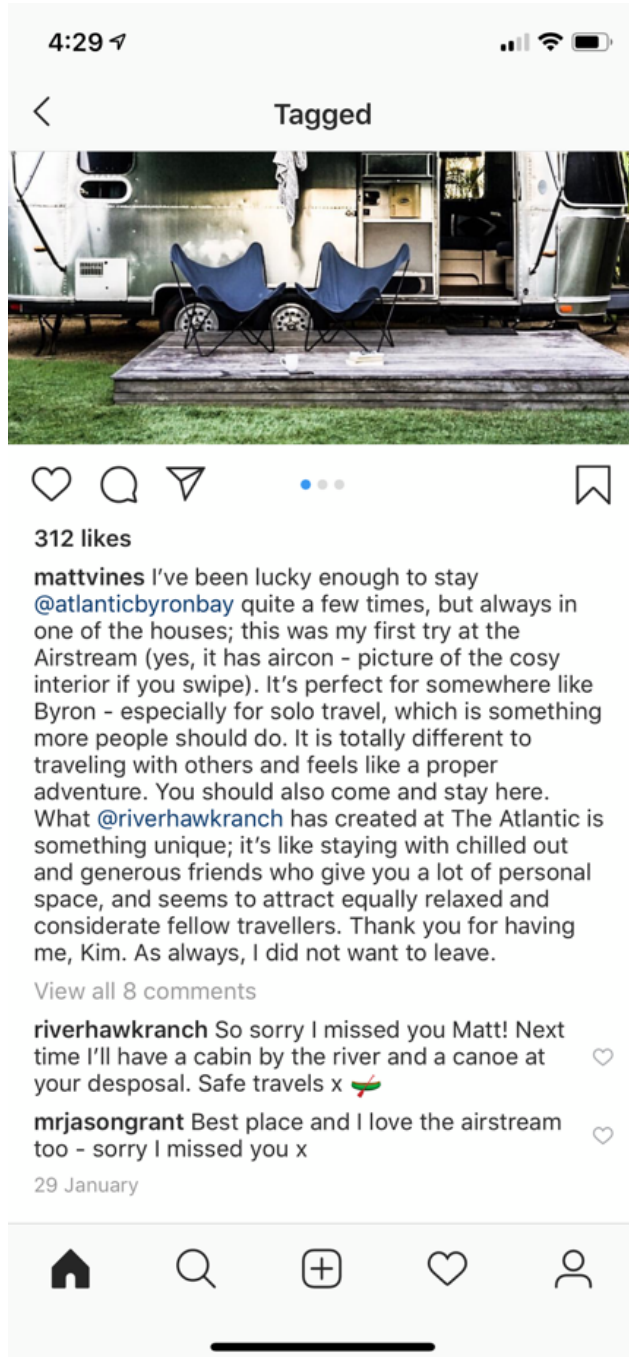 4:29
Tagged
312 likes
mattvines I’ve been lucky enough to stay
@atlanticbyronbay quite a few times, but always in
one of the houses; this was my first try at the
Airstream (yes, it has aircon - picture of the cosy
interior if you swipe). It’s perfect for somewhere like
Byron - especially for solo travel, which is something
more people should do. It is totally different to
traveling with others and feels like a proper
adventure. You should also come and stay here.
What @riverhawkranch has created at The Atlantic is
something unique; it’s like staying with chilled out
and generous friends who give you a lot of personal
space, and seems to attract equally relaxed and
considerate fellow travellers. Thank you for having
me, Kim. As always, I did not want to leave.
View all 8 comments
riverhawkranch So sorry I missed you Matt! Next
time I’ll have a cabin by the river and a canoe at
your desposal. Safe travels x 🛶
mrjasongrant Best place and I love the airstream
too - sorry I missed you x
29 January